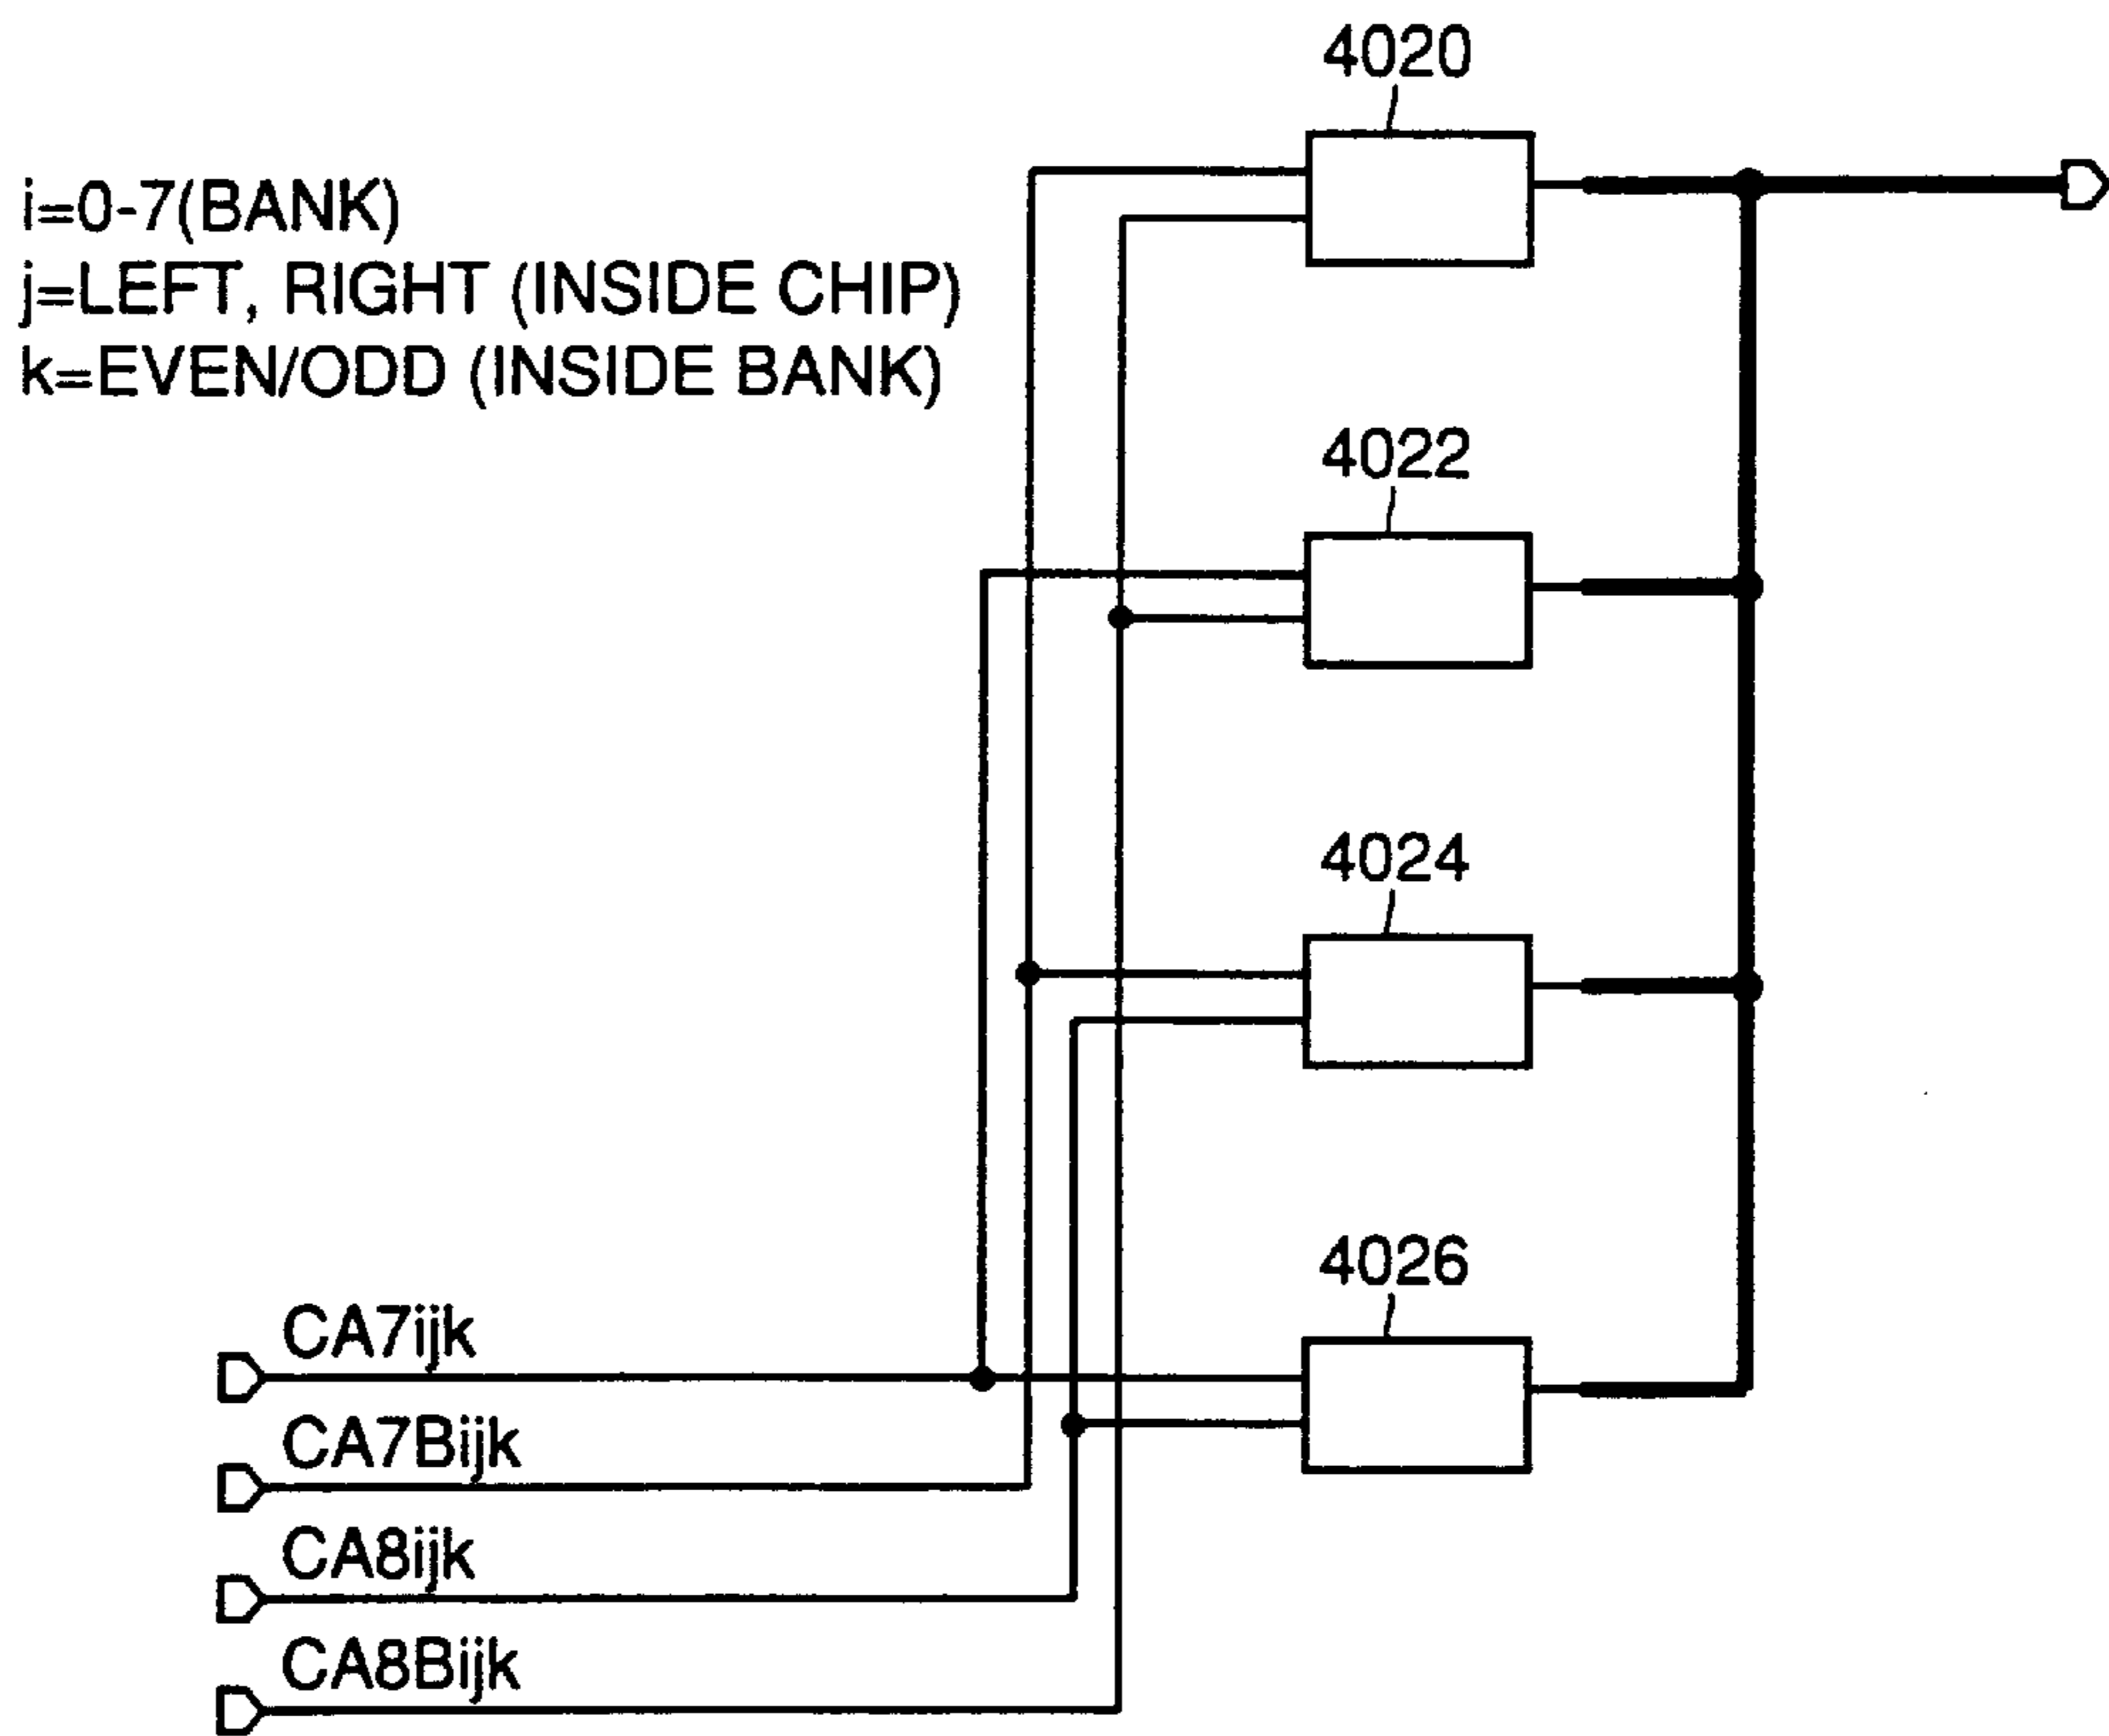 4020
i=0-7(BANK)
j=LEFT, RIGHT (INSIDE CHIP)
k=EVEN/ODD (INSIDE BANK)
4022
4024
4026
CA7ijk
CA7Bijk
CA8ijk
CA8Bijk